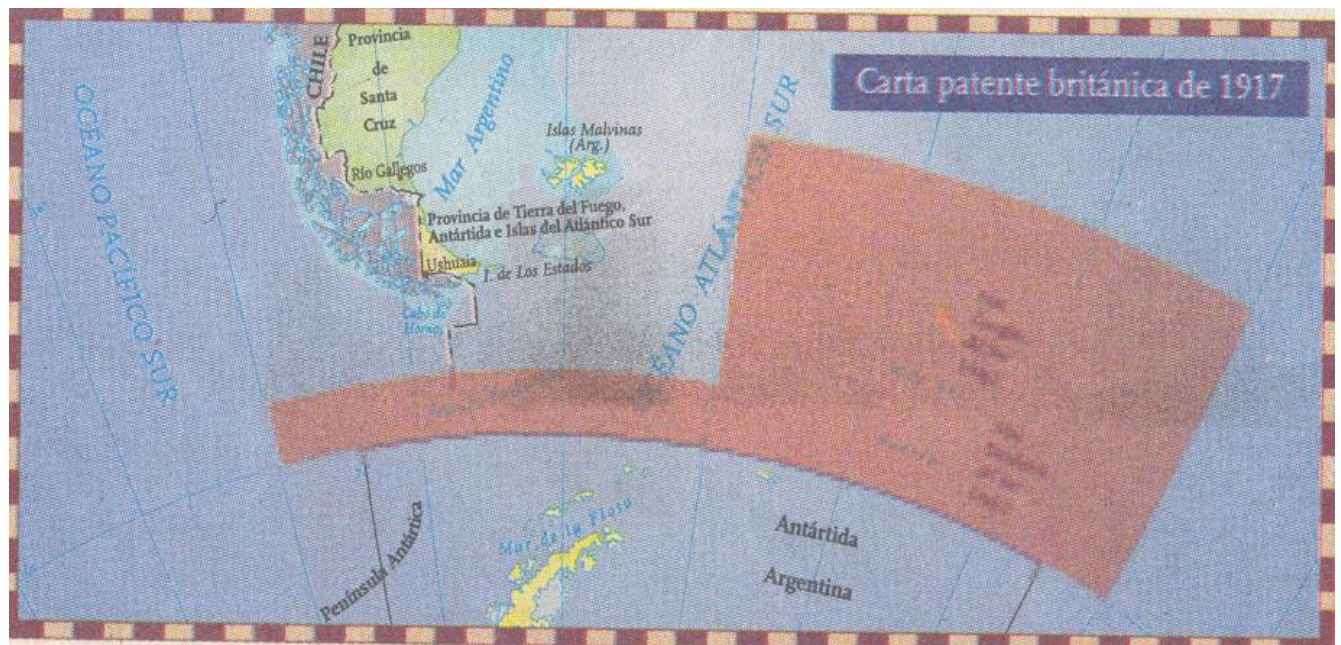 Carta patente británica de 1917
CHILE
Provincia
de
Santa
Cruz
Río Gallegos
Mar Argentino
Islas Malvinas
(Arg.)
Provincia de Tierra del Fuego,
Antártida e Islas del Atlántico Sur
Ushuaia
I. de Los Estados
Cabo de
Hornos
OCÉANO PACÍFICO SUR
OCÉANO ATLÁNTICO SUR
Mar de la Flota
Península Antártica
Antártida
Argentina